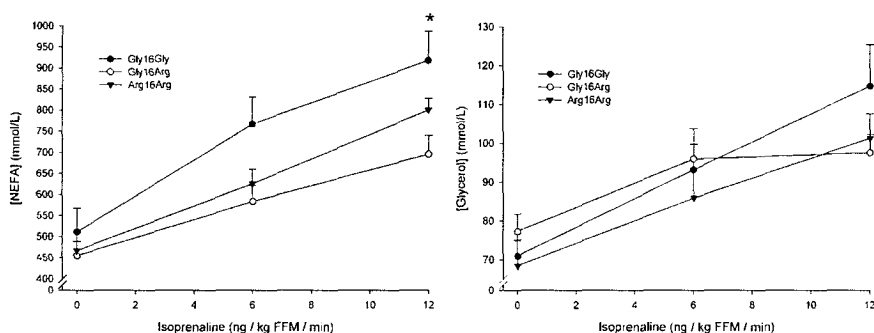 *
1000
950
900
850
800
750
700
650
600
550
500
450
400
0
[NEFA] (mmol/L)
Gly16Gly
Gly16Arg
Arg16Arg
0 2 4 6 8 10 12
Isoprenaline (ng / kg FFM / min)
130
120
110
100
90
80
70
0
[Glycerol] (mmol/L)
Gly16Gly
Gly16Arg
Arg16Arg
0 2 4 6 8 10 12
Isoprenaline (ng / kg FFM / min)